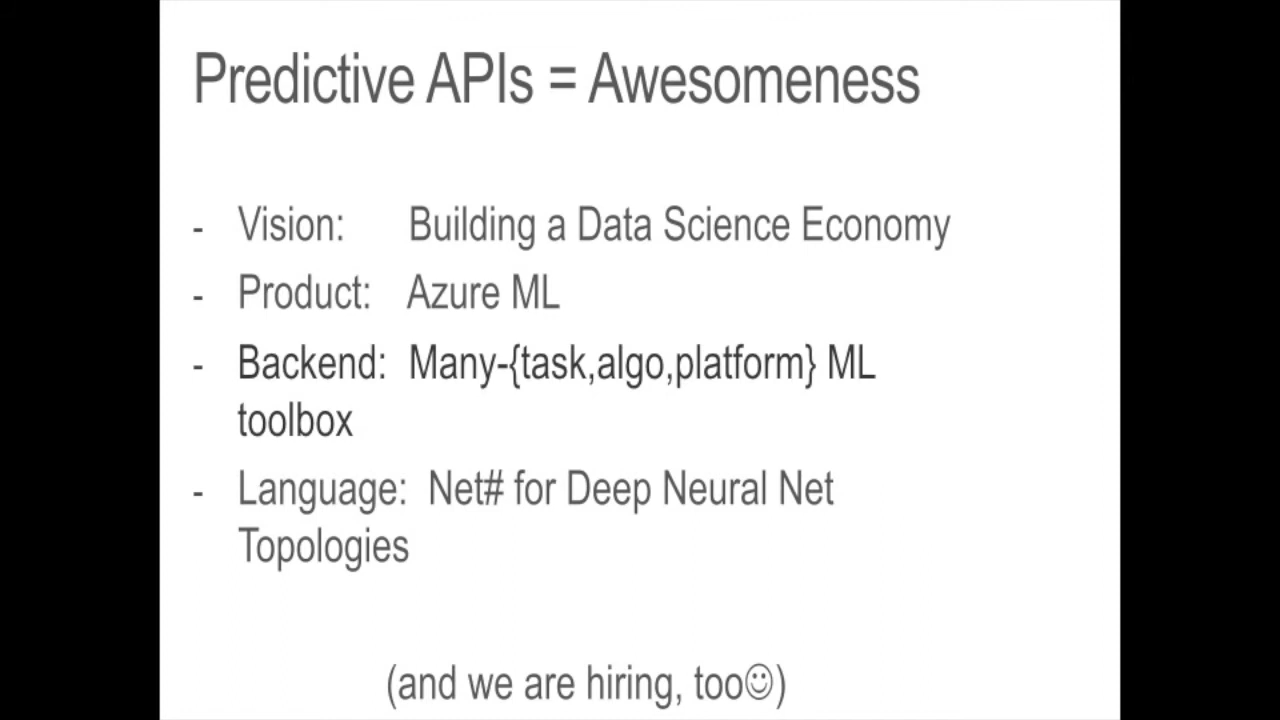 Predictive APIs = Awesomeness
- Vision: Building a Data Science Economy
- Product: Azure ML
- Backend: Many-{task,algo,platform} ML
toolbox
- Language: Net# for Deep Neural Net
Topologies
(and we are hiring, too☺)